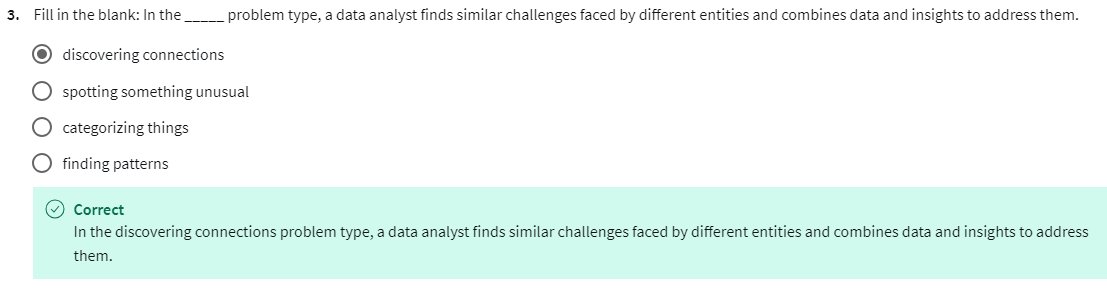 3. Fill in the blank: In the _____ problem type, a data analyst finds similar challenges faced by different entities and combines data and insights to address them.
discovering connections
spotting something unusual
categorizing things
finding patterns
Correct
In the discovering connections problem type, a data analyst finds similar challenges faced by different entities and combines data and insights to address
them.